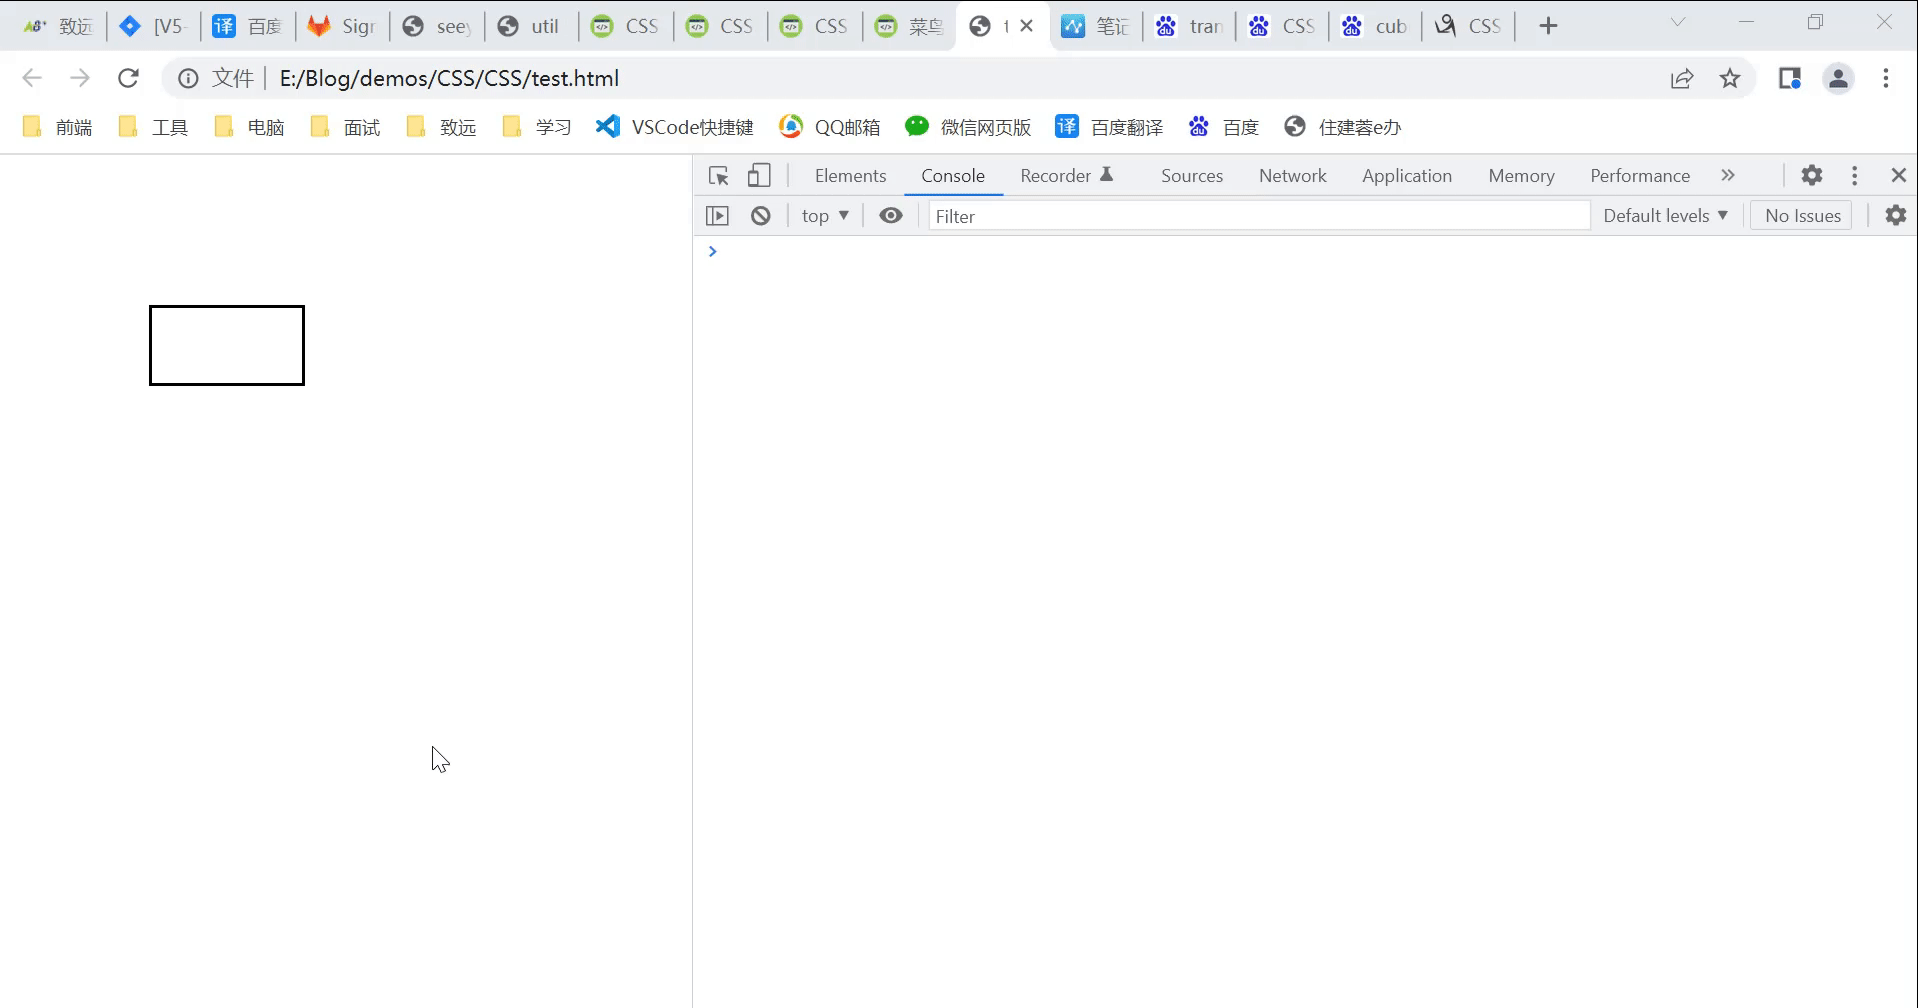 致远 [V5- 百度 Sign seey util CSS CSS CSS 菜鸟 t 笔记 tran CSS cub CSS
文件 E:/Blog/demos/CSS/CSS/test.html
前端 工具 电脑 面试 致远 学习 VSCode快捷键 QQ邮箱 微信网页版 译 百度翻译 du 百度 住建蓉e办
Elements Console Recorder Sources Network Application Memory Performance
top Filter Default levels No Issues